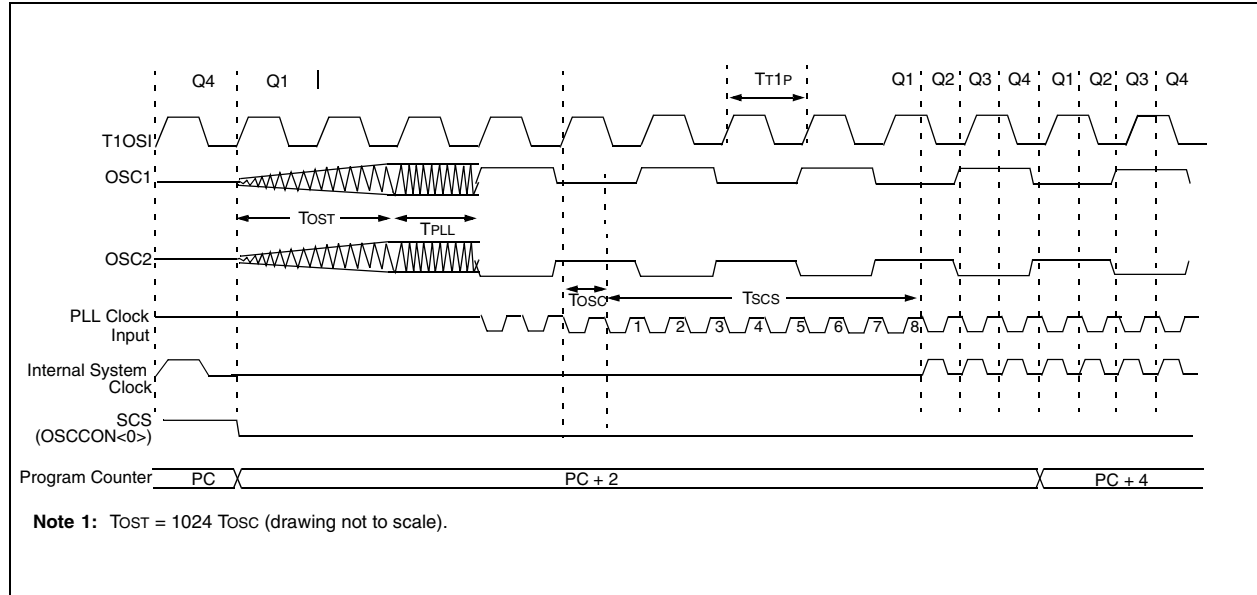 Q4 Q1 TT1P Q1 Q2 Q3 Q4 Q1 Q2 Q3 Q4
T1OSI
OSC1
TOST TPLL
OSC2
TOSC TSCS
PLL Clock
Input
1 2 3 4 5 6 7 8
Internal System
Clock
SCS
(OSCCON<0>)
Program Counter PC PC + 2 PC + 4
Note 1: TOST = 1024 TOSC (drawing not to scale).